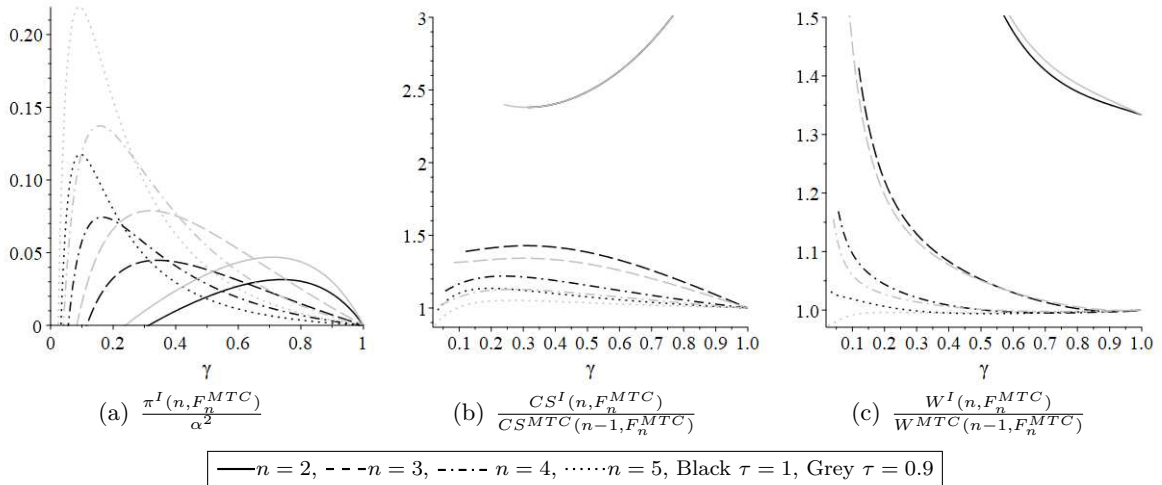 0.20
0.15
0.10
0.05
0
0 0.2 0.4 0.6 0.8 1
γ
(a) π^I(n,F_n^{MTC})/α^2
3
2.5
2
1.5
1
0.1 0.2 0.3 0.4 0.5 0.6 0.7 0.8 0.9 1.0
γ
(b) CS^I(n,F_n^{MTC})/CS^{MTC}(n−1,F_n^{MTC})
1.5
1.4
1.3
1.2
1.1
1.0
0.1 0.2 0.3 0.4 0.5 0.6 0.7 0.8 0.9 1.0
γ
(c) W^I(n,F_n^{MTC})/W^{MTC}(n−1,F_n^{MTC})
n = 2, n = 3, n = 4, n = 5, Black τ = 1, Grey τ = 0.9